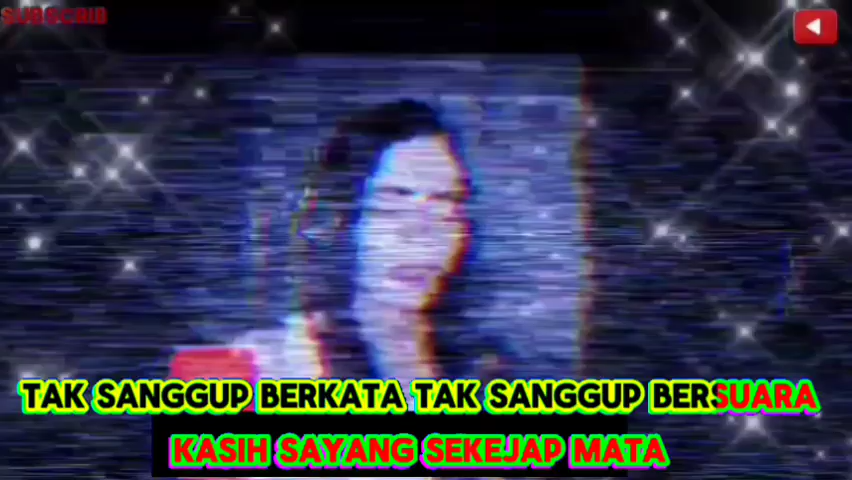 SUBSCRIB
TAK SANGGUP BERKATA TAK SANGGUP BERSUARA
KASIH SAYANG SEKEJAP MATA